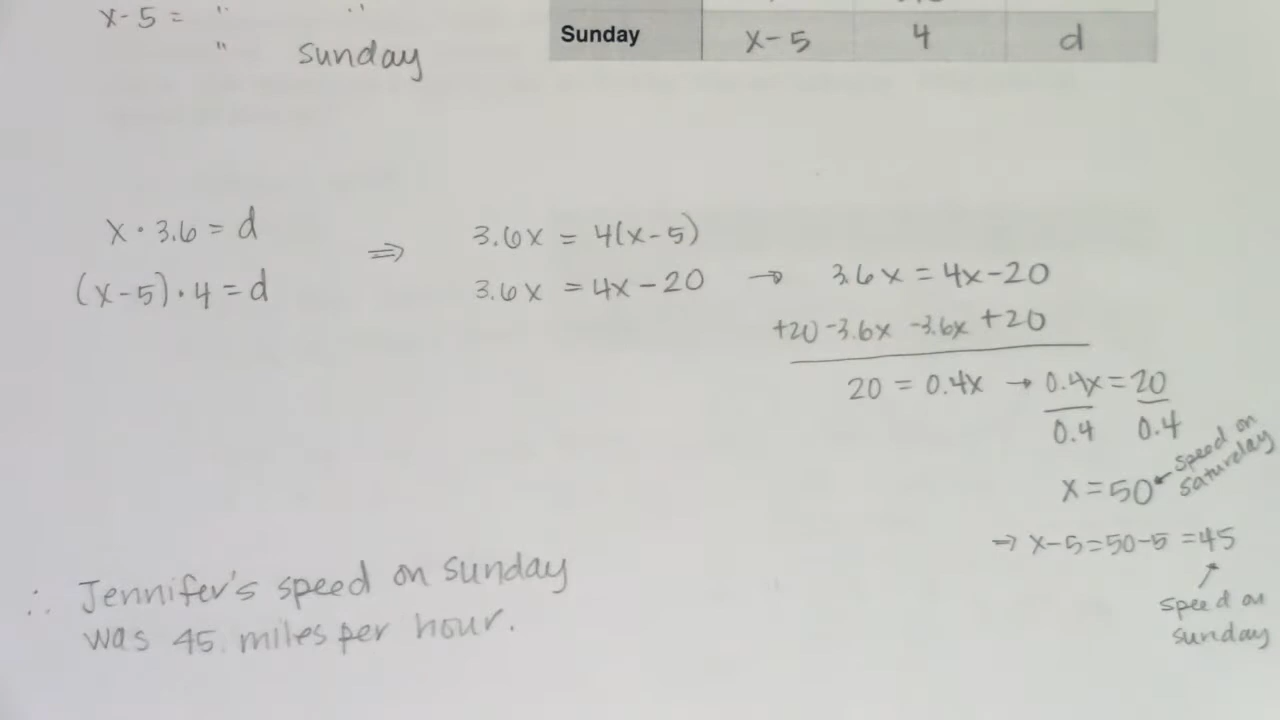 x-5 = " "
" Sunday
Sunday x-5 4 d
x · 3.6 = d
(x-5) · 4 = d
⇒
3.6x = 4(x-5)
3.6x = 4x-20 → 3.6x = 4x-20
+20 -3.6x -3.6x +20
20 = 0.4x → 0.4x = 20
0.4 0.4
x = 50 ← speed on
saturday
⇒ x-5 = 50-5 = 45
↑
speed on
sunday
∴ Jennifer's speed on Sunday
was 45 miles per hour.